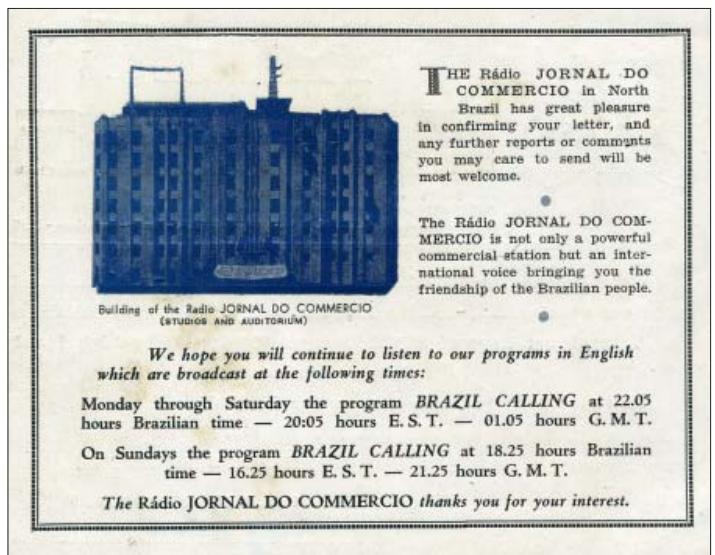 THE Rádio JORNAL DO
COMMERCIO in North
Brazil has great pleasure
in confirming your letter, and
any further reports or comments
you may care to send will be
most welcome.
The Rádio JORNAL DO COM-
MERCIO is not only a powerful
commercial station but an inter-
national voice bringing you the
friendship of the Brazilian people.
Building of the Radio JORNAL DO COMMERCIO
(STUDIOS AND AUDITORIUM)
We hope you will continue to listen to our programs in English
which are broadcast at the following times:
Monday through Saturday the program BRAZIL CALLING at 22.05
hours Brazilian time — 20:05 hours E. S. T. — 01.05 hours G. M. T.
On Sundays the program BRAZIL CALLING at 18.25 hours Brazilian
time — 16.25 hours E. S. T. — 21.25 hours G. M. T.
The Rádio JORNAL DO COMMERCIO thanks you for your interest.